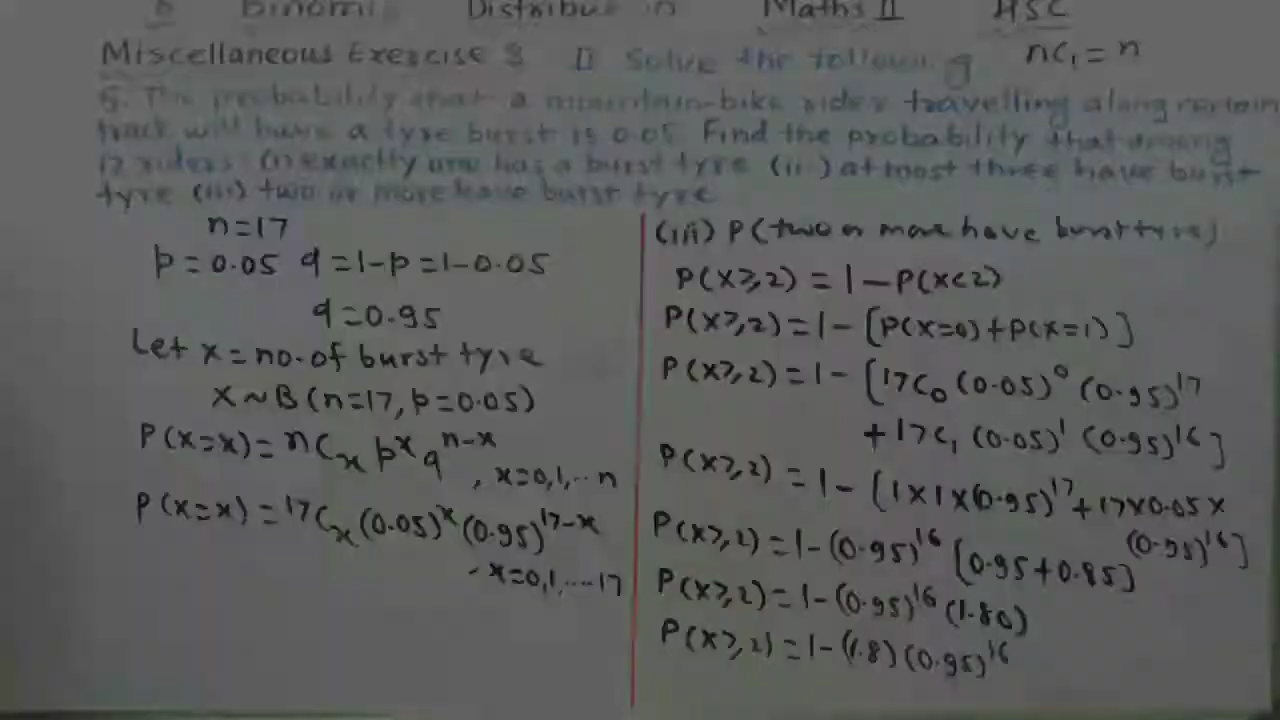 Maths II HSC
Miscellaneous Exercise 8 II Solve the following nC₁ = n
The probability that a mountain-bike rider travelling along certain
track will have a tyre burst is 0.05. Find the probability that among
17 riders (i) exactly one has a burst tyre (ii) at most three have burst
tyre (iii) two or more have burst tyre
n=17
p = 0.05 q = 1-p = 1-0.05
q = 0.95
Let x = no. of burst tyre
X ~ B (n=17, p=0.05)
P(X=x) = nCₓ pˣ qⁿ⁻ˣ , x=0,1,.. n
P(X=x) = 17Cₓ (0.05)ˣ (0.95)¹⁷⁻ˣ
- x=0,1,....17
(iii) P (two or more have burst tyre)
P(X⩾2) = 1 - P(X<2)
P(X⩾2) = 1 - [P(X=0) + P(X=1)]
P(X⩾2) = 1 - [17C₀ (0.05)⁰ (0.95)¹⁷
+ 17C₁ (0.05)¹ (0.95)¹⁶]
P(X⩾2) = 1 - (1×1×(0.95)¹⁷ + 17×0.05×
(0.95)¹⁶]
P(X⩾2) = 1 - (0.95)¹⁶ [0.95+0.85]
P(X⩾2) = 1 - (0.95)¹⁶ (1.80)
P(X⩾2) = 1 - (1.8) (0.95)¹⁶